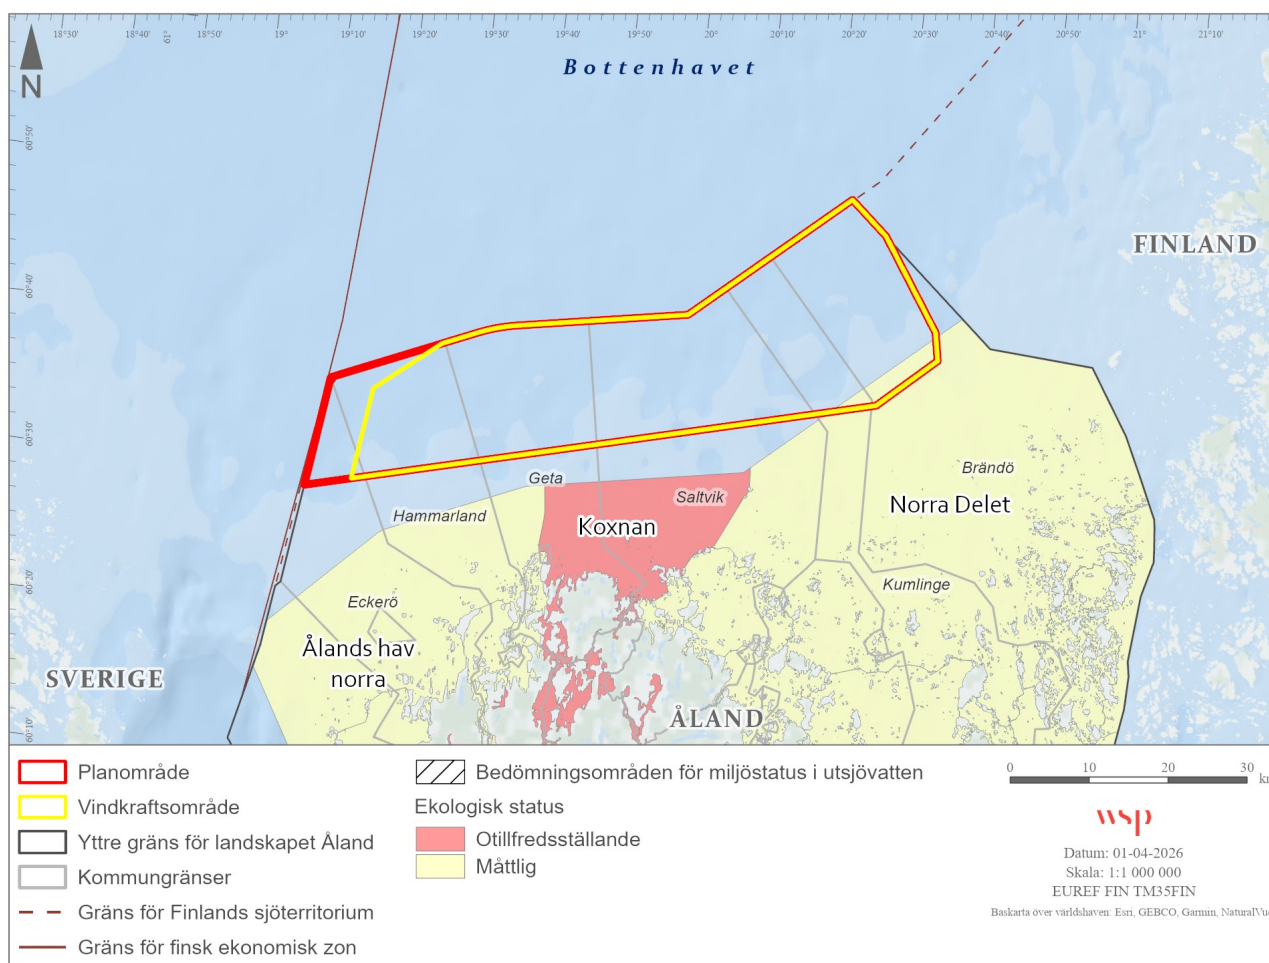 18°30' 18°40' 61° 18°50' 19° 19°10' 19°20' 19°30' 19°40' 19°50' 20° 20°10' 20°20' 20°30' 20°40' 20°50' 21° 21°10'
N
Bottenhavet
60°50'
FINLAND
60°40'
60°30'
Geta
Saltvik
Brändö
Norra Delet
Hammarland
Koxnan
60°20'
Kumlinge
Eckerö
Ålands hav
norra
SVERIGE
ÅLAND
60°10'
Planområde
Vindkraftsområde
Yttre gräns för landskapet Åland
Kommungränser
Gräns för Finlands sjöterritorium
Gräns för finsk ekonomisk zon
Bedömningsområden för miljöstatus i utsjövatten
Ekologisk status
Otillfredsställande
Måttlig
0 10 20 30
wsp
Datum: 01-04-2026
Skala: 1:1 000 000
EUREF FIN TM35FIN
Baskarta över världshaven: Esri, GEBCO, Garmin, NaturalVue